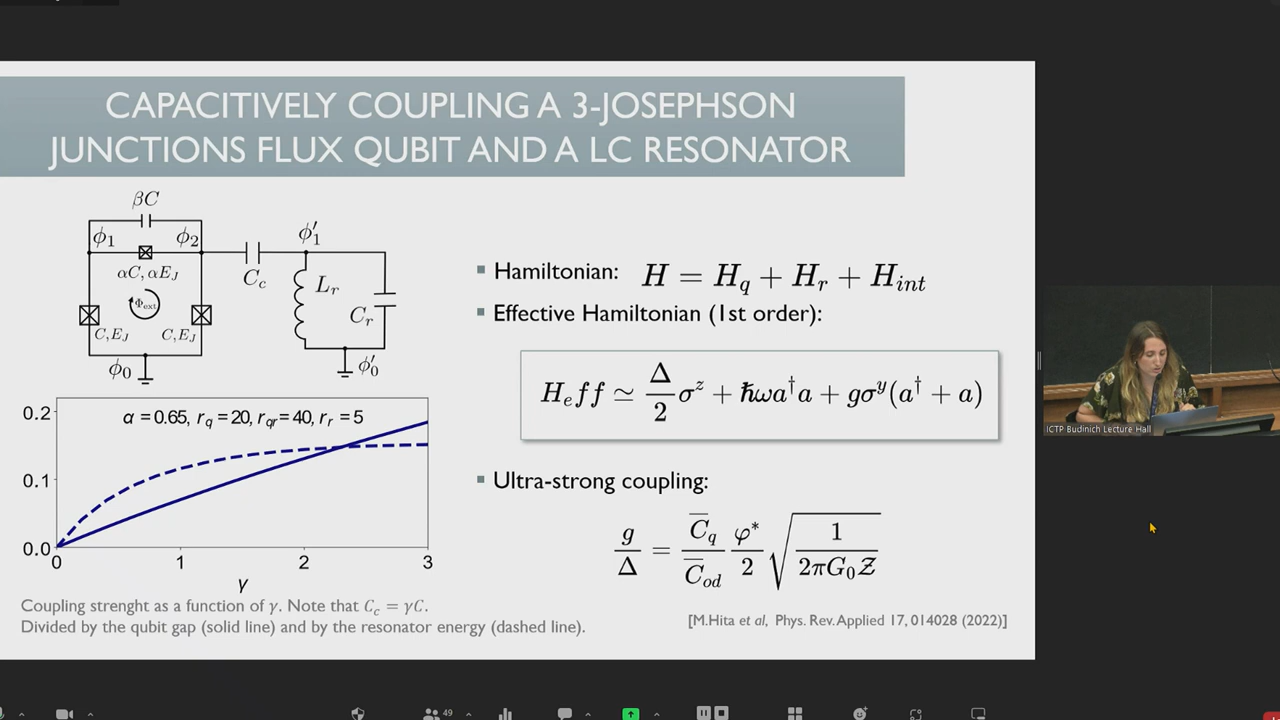 CAPACITIVELY COUPLING A 3-JOSEPHSON
JUNCTIONS FLUX QUBIT AND A LC RESONATOR
βC
ϕ₁
ϕ₂
αC, αE_J
Φ_ext
C,E_J
C,E_J
ϕ₀
C_c
ϕ′₁
L_r
C_r
ϕ′₀
α = 0.65, r_q = 20, r_qr = 40, r_r = 5
0.2
0.1
0.0
0
1
2
3
γ
Coupling strenght as a function of γ. Note that C_c = γC.
Divided by the qubit gap (solid line) and by the resonator energy (dashed line).
Hamiltonian: H = H_q + H_r + H_int
Effective Hamiltonian (1st order):
H_eff ≃ Δ/2 σ^z + ℏωa†a + gσ^y(a† + a)
Ultra-strong coupling:
g/Δ = C̅_q/C̅_od φ*/2 √(1/2πG₀Z)
[M.Hita et al, Phys. Rev. Applied 17, 014028 (2022)]
ICTP Budinich Lecture Hall
49